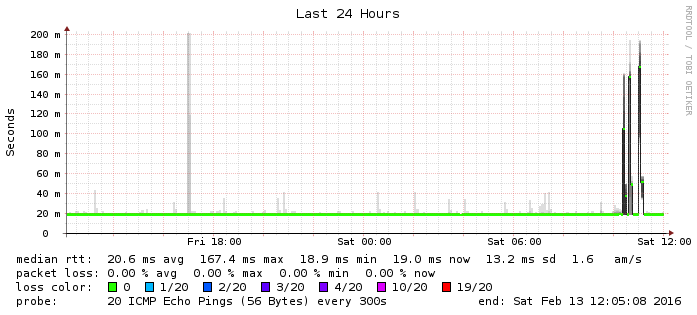 Last 24 Hours
RRDTOOL / TOBI OETIKER
Seconds
200 m
180 m
160 m
140 m
120 m
100 m
80 m
60 m
40 m
20 m
0
Fri 18:00 Sat 00:00 Sat 06:00 Sat 12:00
median rtt: 20.6 ms avg 167.4 ms max 18.9 ms min 19.0 ms now 13.2 ms sd 1.6 am/s
packet loss: 0.00 % avg 0.00 % max 0.00 % min 0.00 % now
loss color: 0 1/20 2/20 3/20 4/20 10/20 19/20
probe: 20 ICMP Echo Pings (56 Bytes) every 300s end: Sat Feb 13 12:05:08 2016